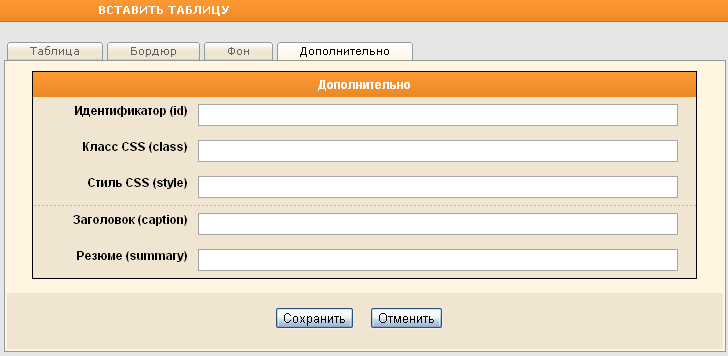 ВСТАВИТЬ ТАБЛИЦУ
Таблица Бордюр Фон Дополнительно
Дополнительно
Идентификатор (id)
Класс CSS (class)
Стиль CSS (style)
Заголовок (caption)
Резюме (summary)
Сохранить Отменить